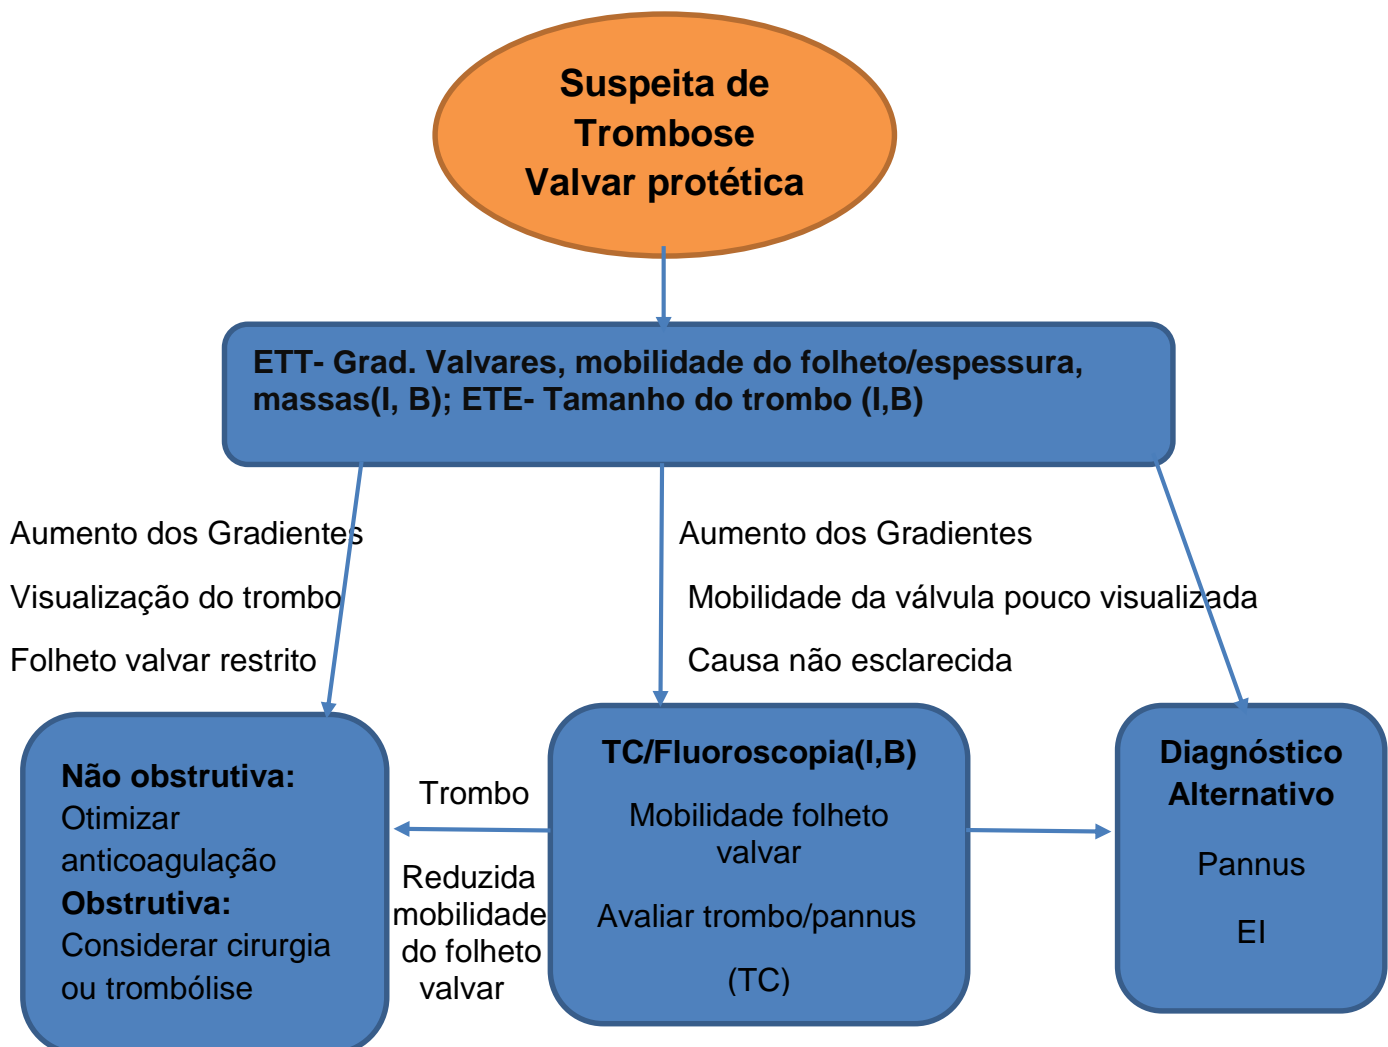 Suspeita de
Trombose
Valvar protética
ETT- Grad. Valvares, mobilidade do folheto/espessura,
massas(I, B); ETE- Tamanho do trombo (I,B)
Aumento dos Gradientes
Visualização do trombo
Folheto valvar restrito
Aumento dos Gradientes
Mobilidade da válvula pouco visualizada
Causa não esclarecida
Não obstrutiva:
Otimizar
anticoagulação
Obstrutiva:
Considerar cirurgia
ou trombólise
Trombo
Reduzida
mobilidade
do folheto
valvar
TC/Fluoroscopia(I,B)
Mobilidade folheto
valvar
Avaliar trombo/pannus
(TC)
Diagnóstico
Alternativo
Pannus
EI